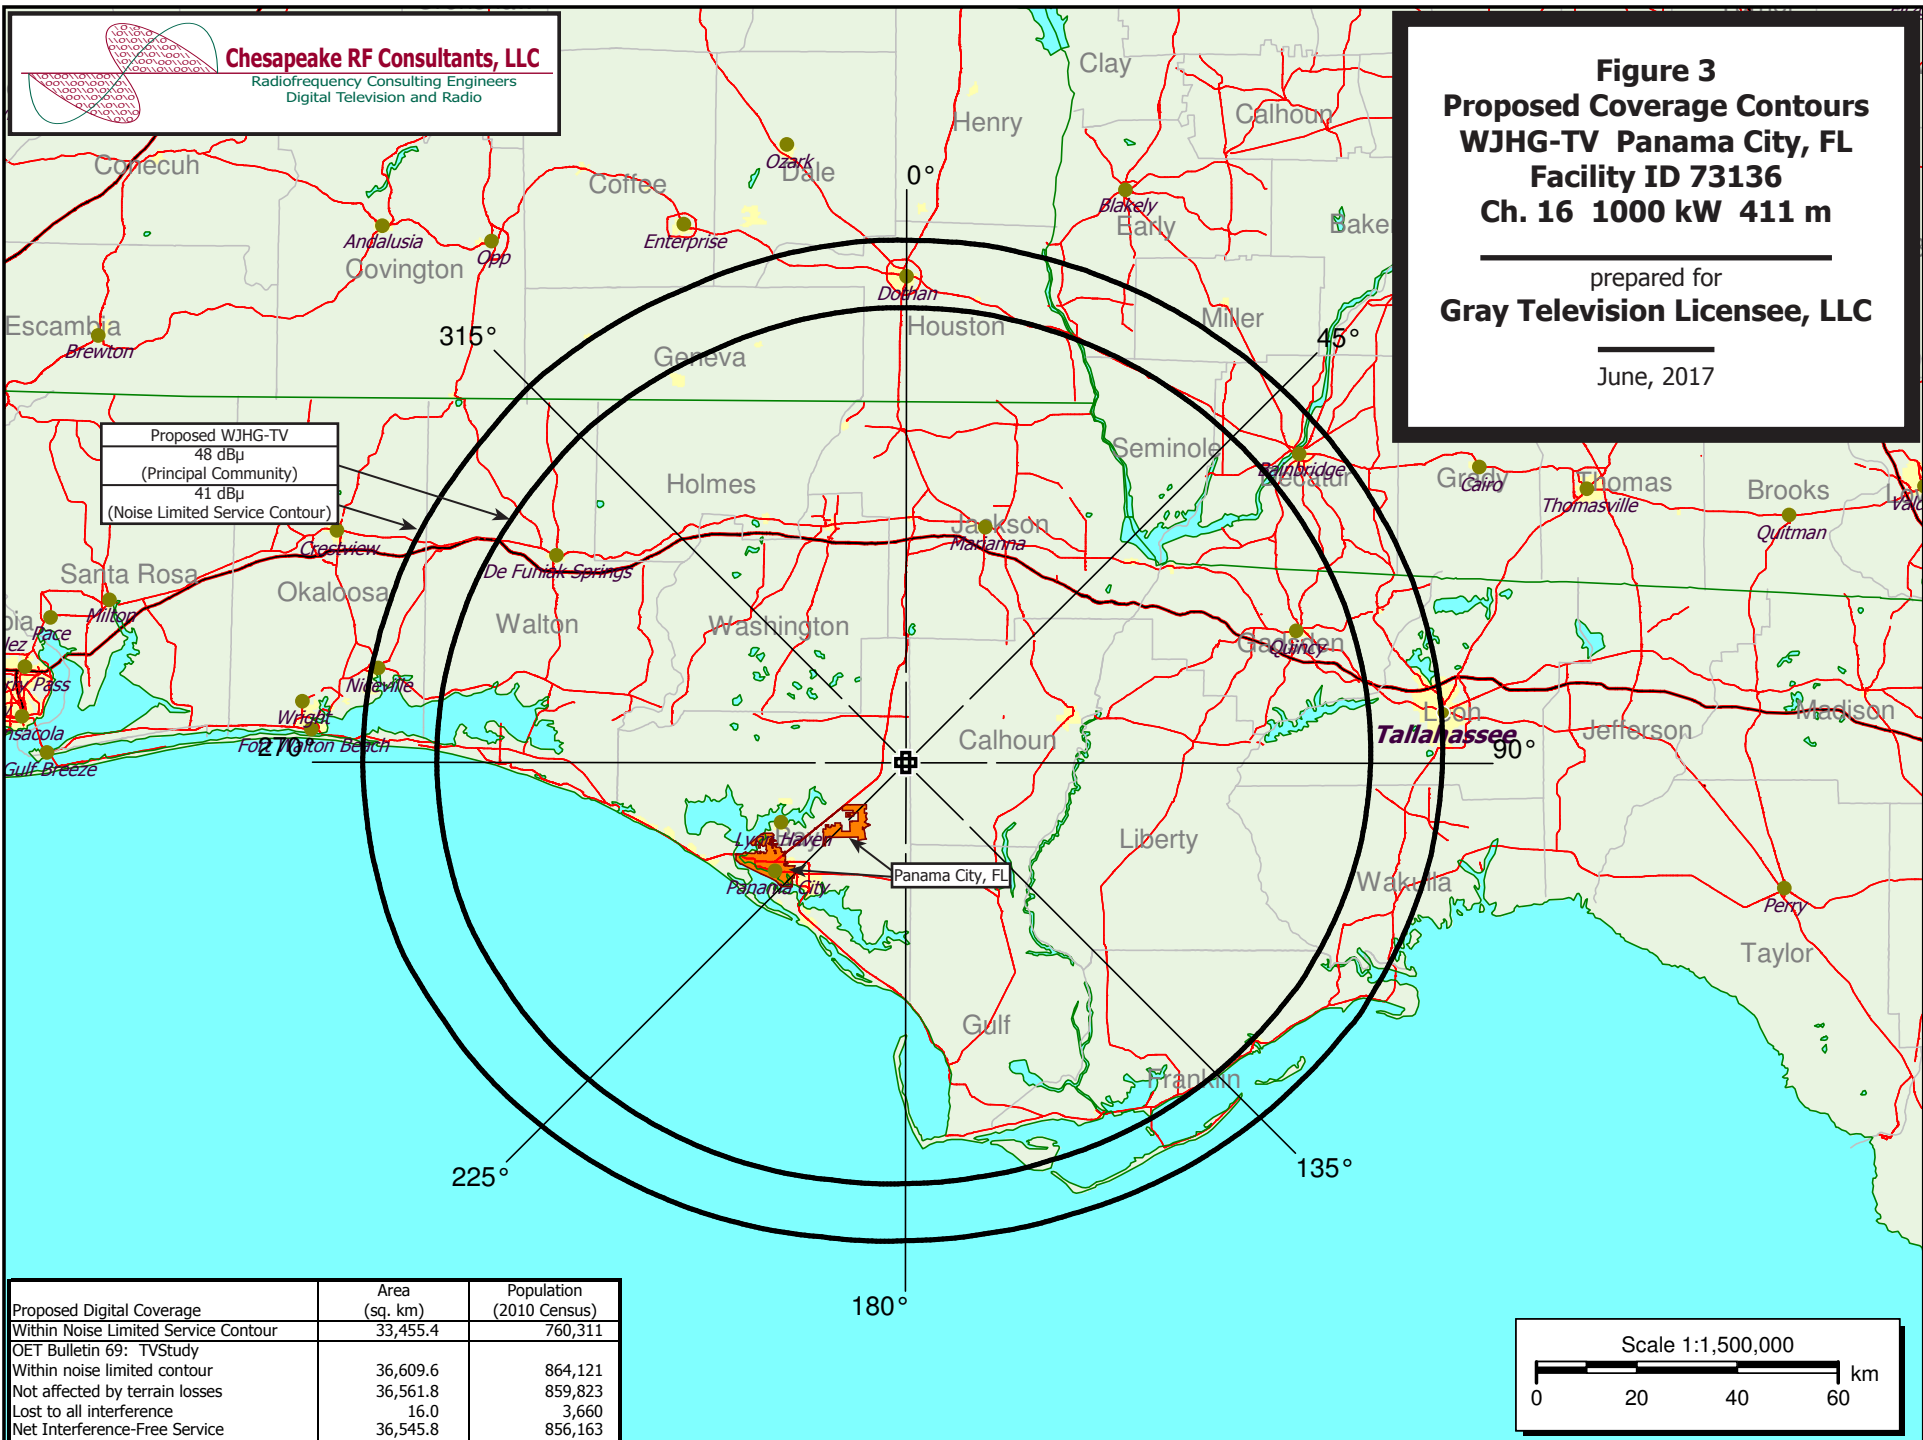 Chesapeake RF Consultants, LLC
Radiofrequency Consulting Engineers
Digital Television and Radio
Figure 3
Proposed Coverage Contours
WJHG-TV Panama City, FL
Facility ID 73136
Ch. 16 1000 kW 411 m
prepared for
Gray Television Licensee, LLC
June, 2017
Clay
Calhoun
Henry
Conecuh
Ozark
Dale
Coffee
0°
Blakely
Early
Baker
Andalusia
Opp
Enterprise
Covington
Dothan
Houston
Miller
Escambia
Brewton
315°
45°
Geneva
Proposed WJHG-TV
48 dBµ
(Principal Community)
41 dBµ
(Noise Limited Service Contour)
Seminole
Bainbridge
Decatur
Grady
Cairo
Thomas
Thomasville
Brooks
Quitman
Holmes
Jackson
Marianna
Crestview
De Funiak Springs
Santa Rosa
Okaloosa
Milton
Pace
Walton
Washington
Gadsden
Quincy
Niceville
Wright
Fort Walton Beach
Gulf Breeze
270°
Calhoun
Leon
Tallahassee
90°
Jefferson
Madison
Lynn Haven
Bay
Panama City, FL
Panama City
Liberty
Wakulla
Perry
Taylor
Gulf
Franklin
225°
135°
180°
Proposed Digital Coverage Area (sq. km) Population (2010 Census)
Within Noise Limited Service Contour 33,455.4 760,311
OET Bulletin 69: TVStudy
Within noise limited contour 36,609.6 864,121
Not affected by terrain losses 36,561.8 859,823
Lost to all interference 16.0 3,660
Net Interference-Free Service 36,545.8 856,163
Scale 1:1,500,000
km
0 20 40 60